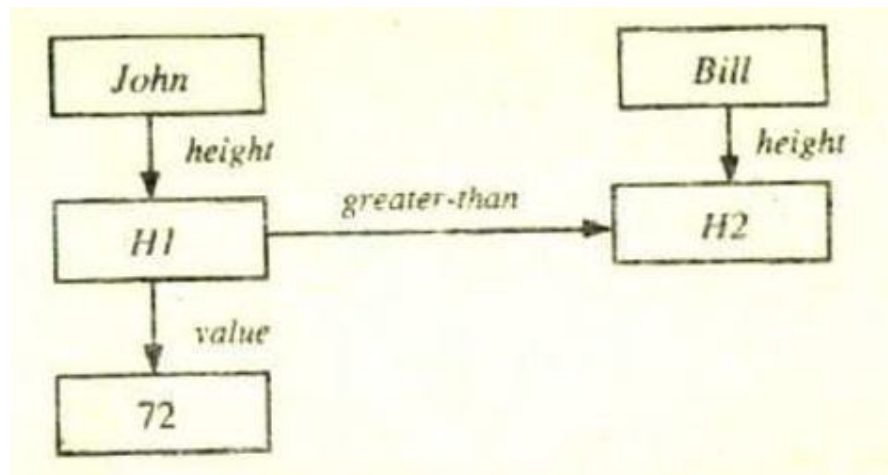 John
Bill
height
height
H1
greater-than
H2
value
72